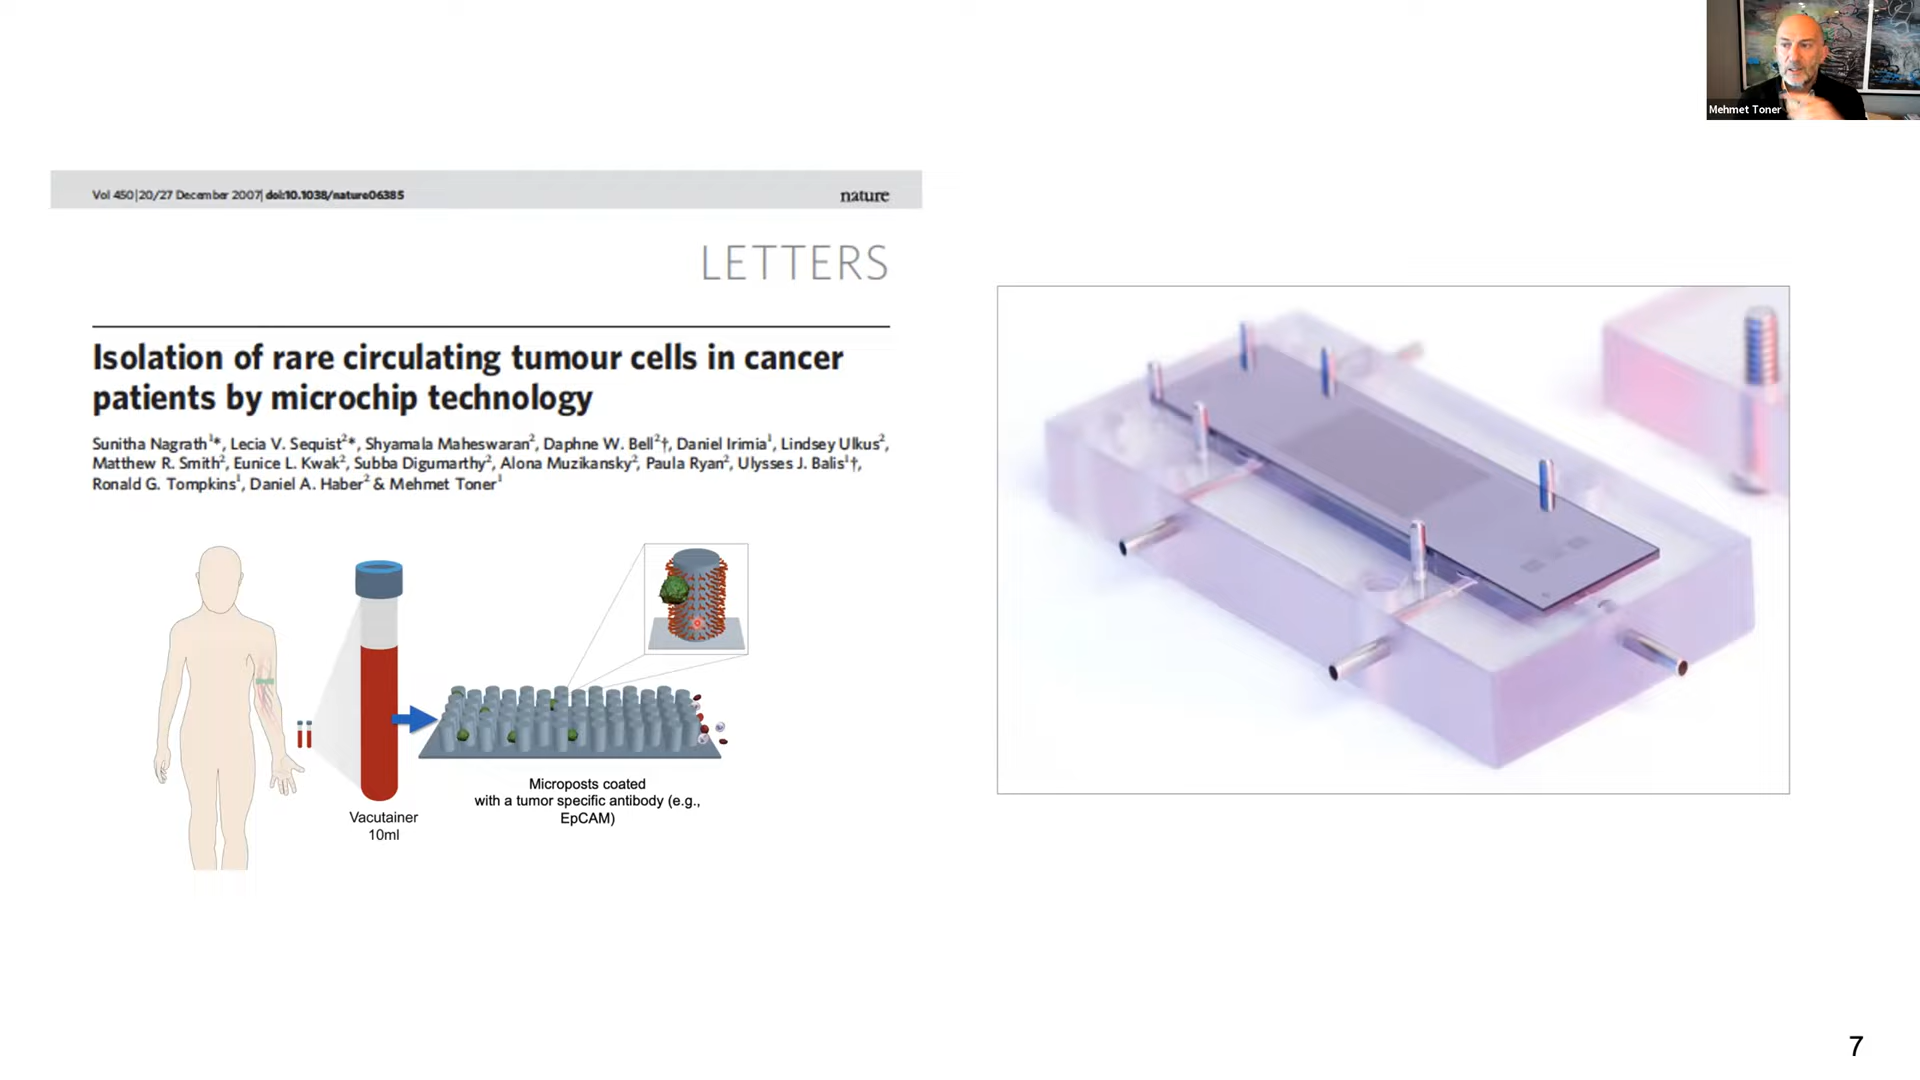 Mehmet Toner
Vol 450|20/27 December 2007|doi:10.1038/nature06385
nature
LETTERS
Isolation of rare circulating tumour cells in cancer
patients by microchip technology
Sunitha Nagrath¹*, Lecia V. Sequist²*, Shyamala Maheswaran², Daphne W. Bell²†, Daniel Irimia¹, Lindsey Ulkus²,
Matthew R. Smith², Eunice L. Kwak², Subba Digumarthy², Alona Muzikansky², Paula Ryan², Ulysses J. Balis¹†,
Ronald G. Tompkins¹, Daniel A. Haber² & Mehmet Toner¹
Vacutainer
10ml
Microposts coated
with a tumor specific antibody (e.g.,
EpCAM)
7